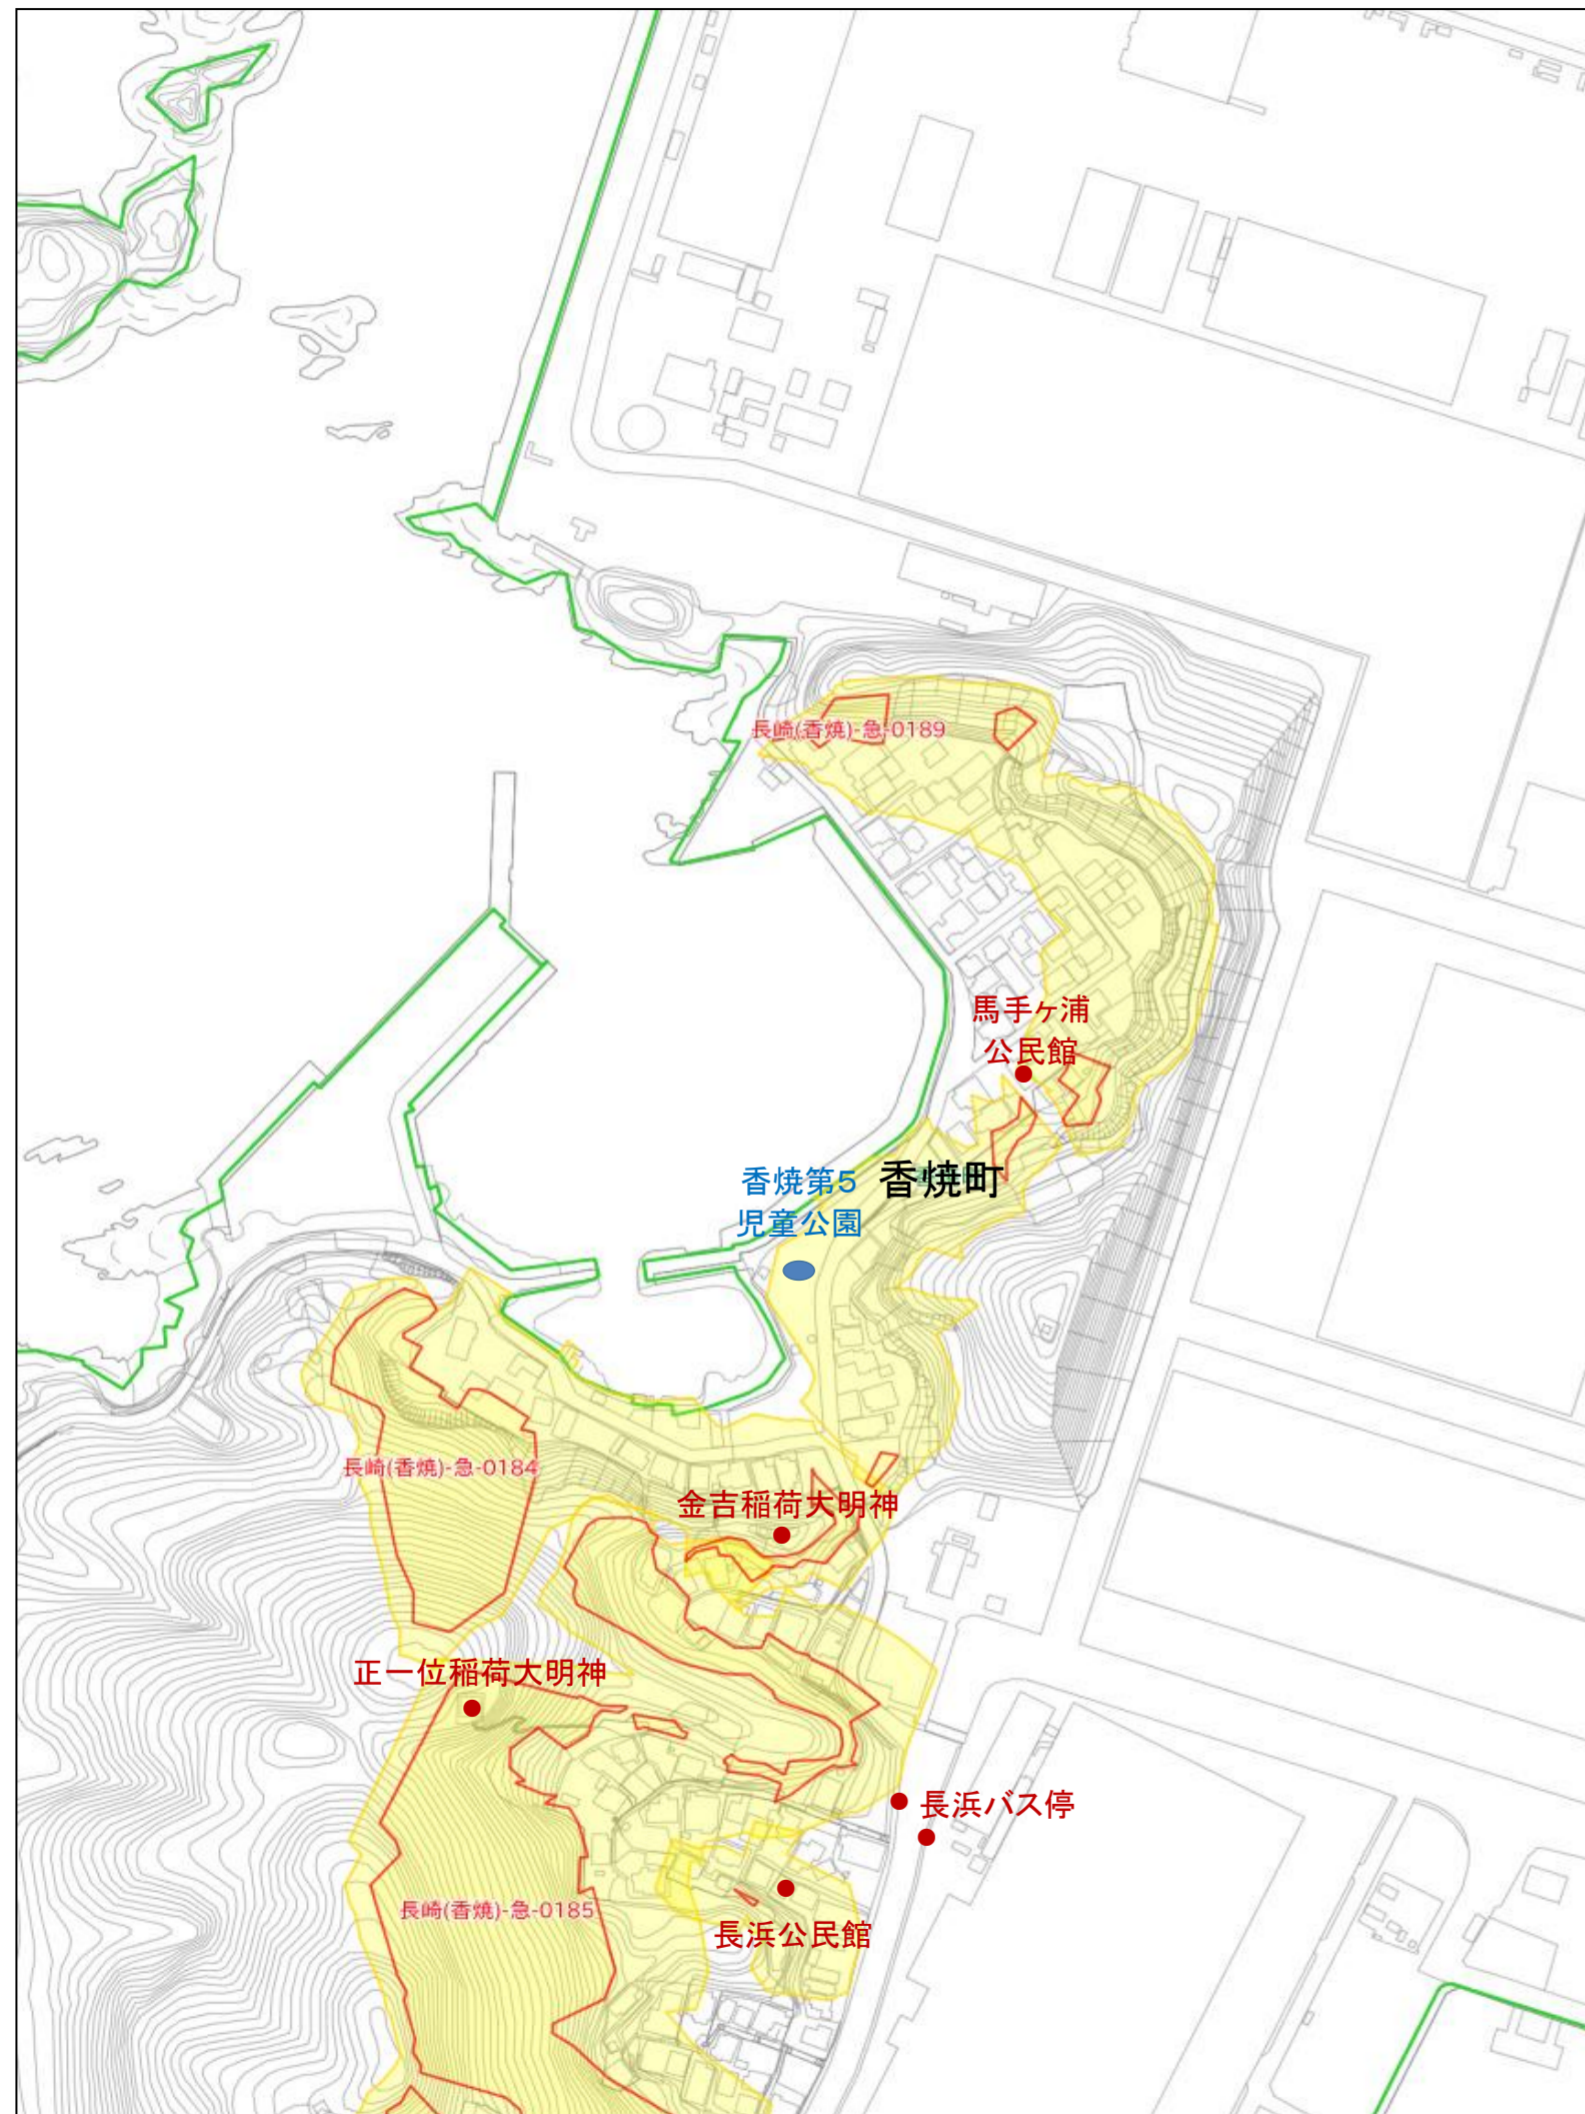 長崎(香焼)-急-0189
馬手ヶ浦
公民館
香焼第5
児童公園
香焼町
長崎(香焼)-急-0184
金吉稲荷大明神
正一位稲荷大明神
長浜バス停
長崎(香焼)-急-0185
長浜公民館